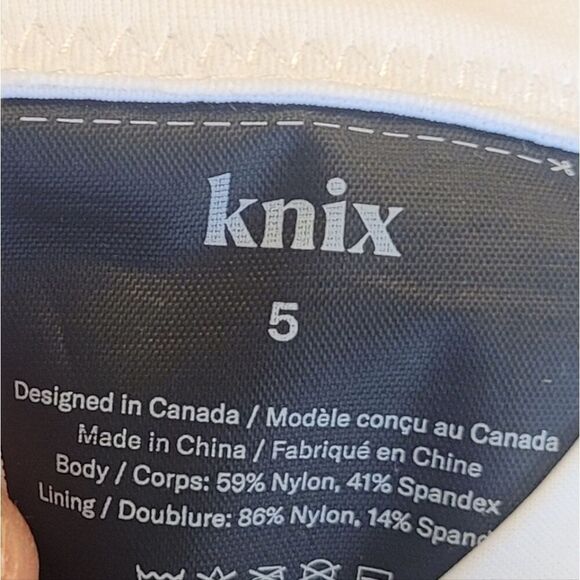 knix
5
Designed in Canada / Modèle conçu au Canada
Made in China / Fabriqué en Chine
Body / Corps: 59% Nylon, 41% Spandex
Lining / Doublure: 86% Nylon, 14%